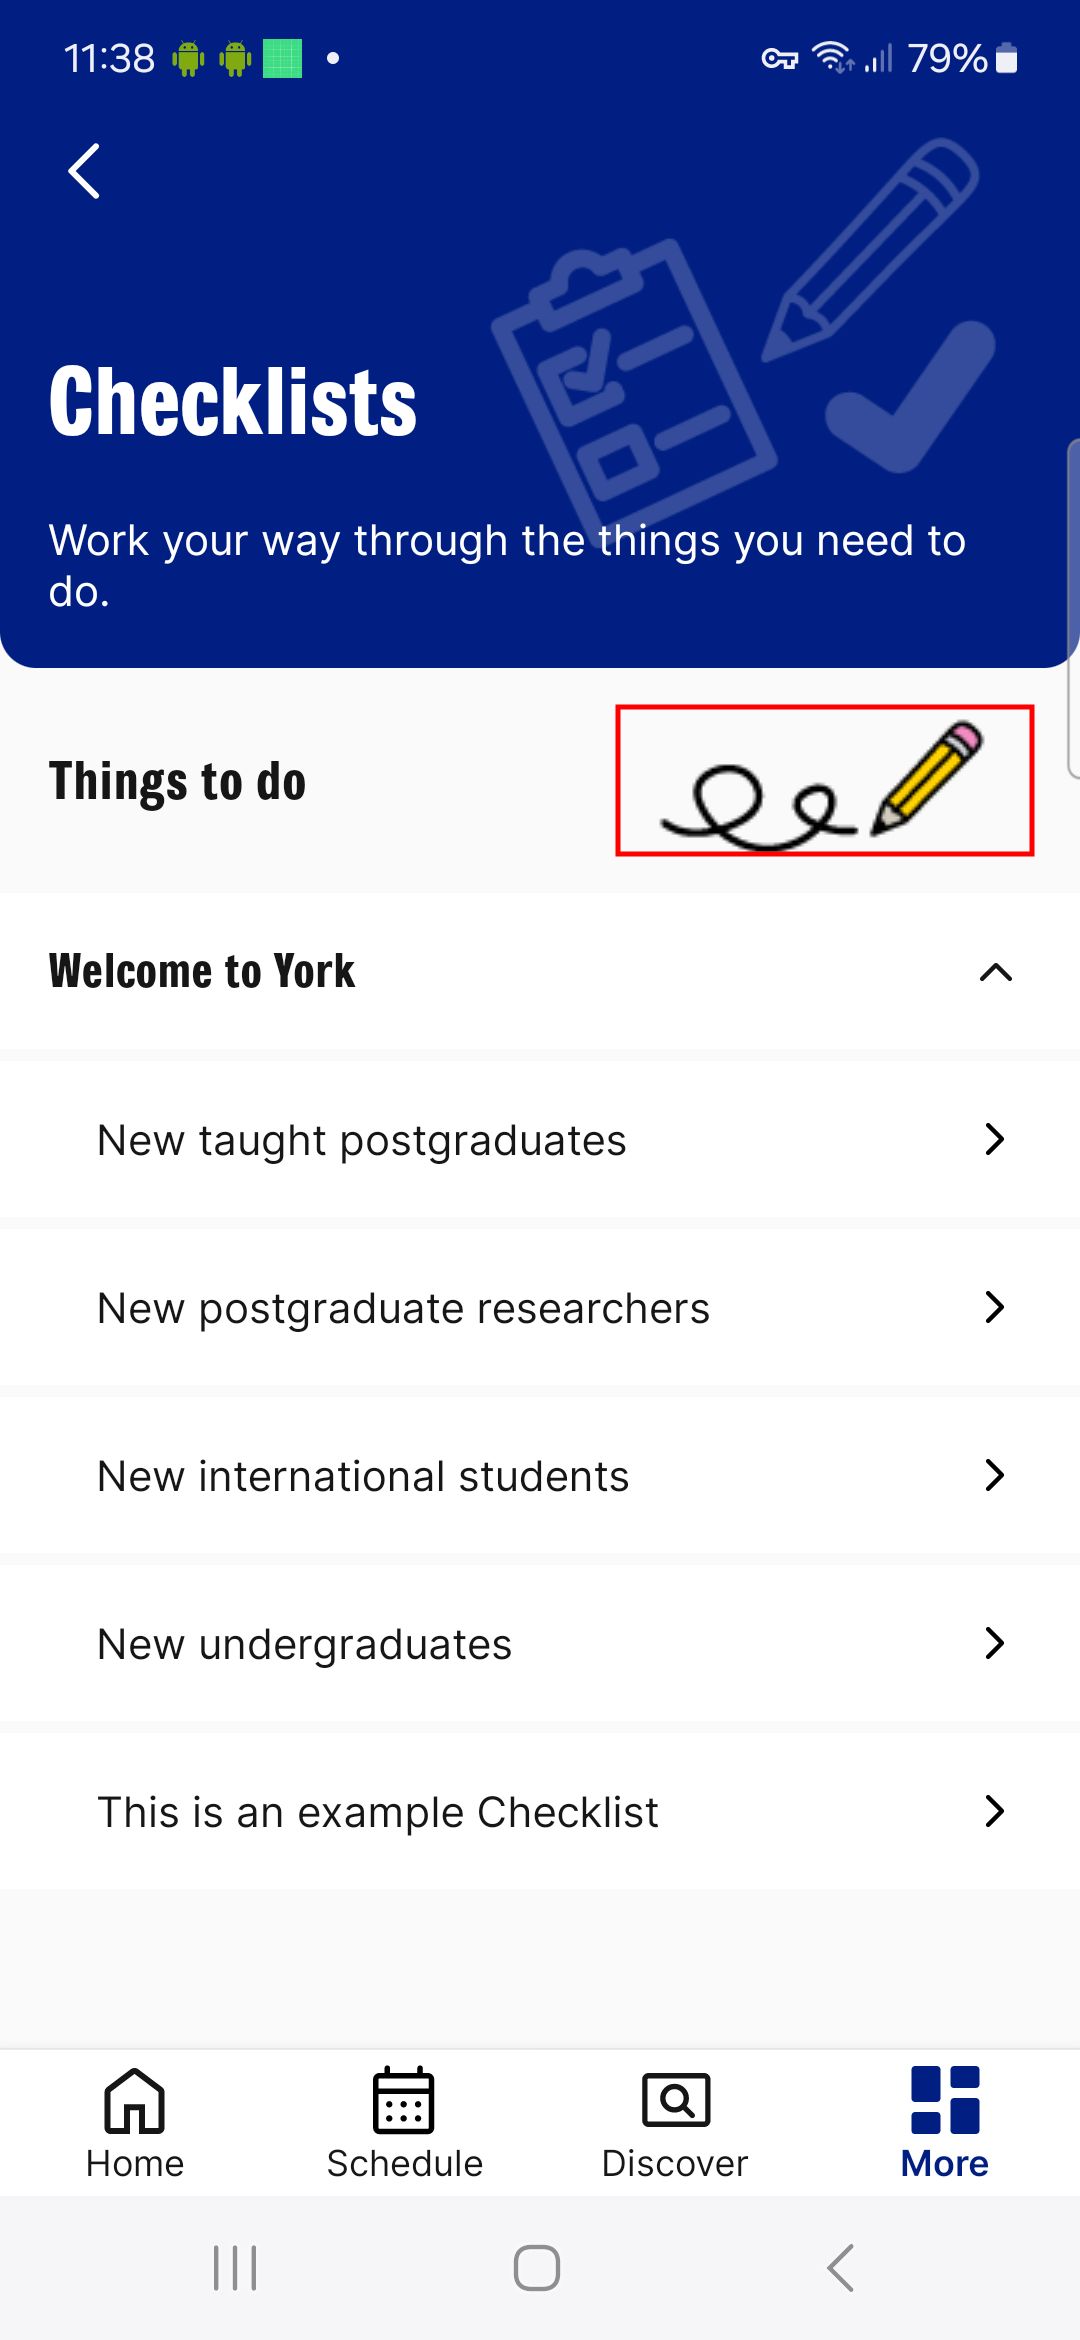 11:38 79%
Checklists
Work your way through the things you need to
do.
Things to do
Welcome to York
New taught postgraduates
New postgraduate researchers
New international students
New undergraduates
This is an example Checklist
Home Schedule Discover More